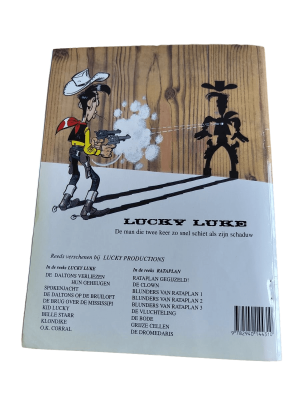 LUCKY LUKE
De man die twee keer zo snel schiet als zijn schaduw
Reeds verschenen bij LUCKY PRODUCTIONS
In de reeks LUCKY LUKE
DE DALTONS VERLIEZEN
HUN GEHEUGEN
SPOKENJACHT
DE DALTONS OP DE BRUILOFT
DE BRUG OVER DE MISSISSIPI
KID LUCKY
BELLE STARR
KLONDIKE
O.K. CORRAL
In de reeks RATAPLAN
RATAPLAN GEGIJZELD!
DE CLOWN
BLUNDERS VAN RATAPLAN 1
BLUNDERS VAN RATAPLAN 2
BLUNDERS VAN RATAPLAN 3
DE VLUCHTELING
DE BODE
GRIJZE CELLEN
DE DROMEDARIS